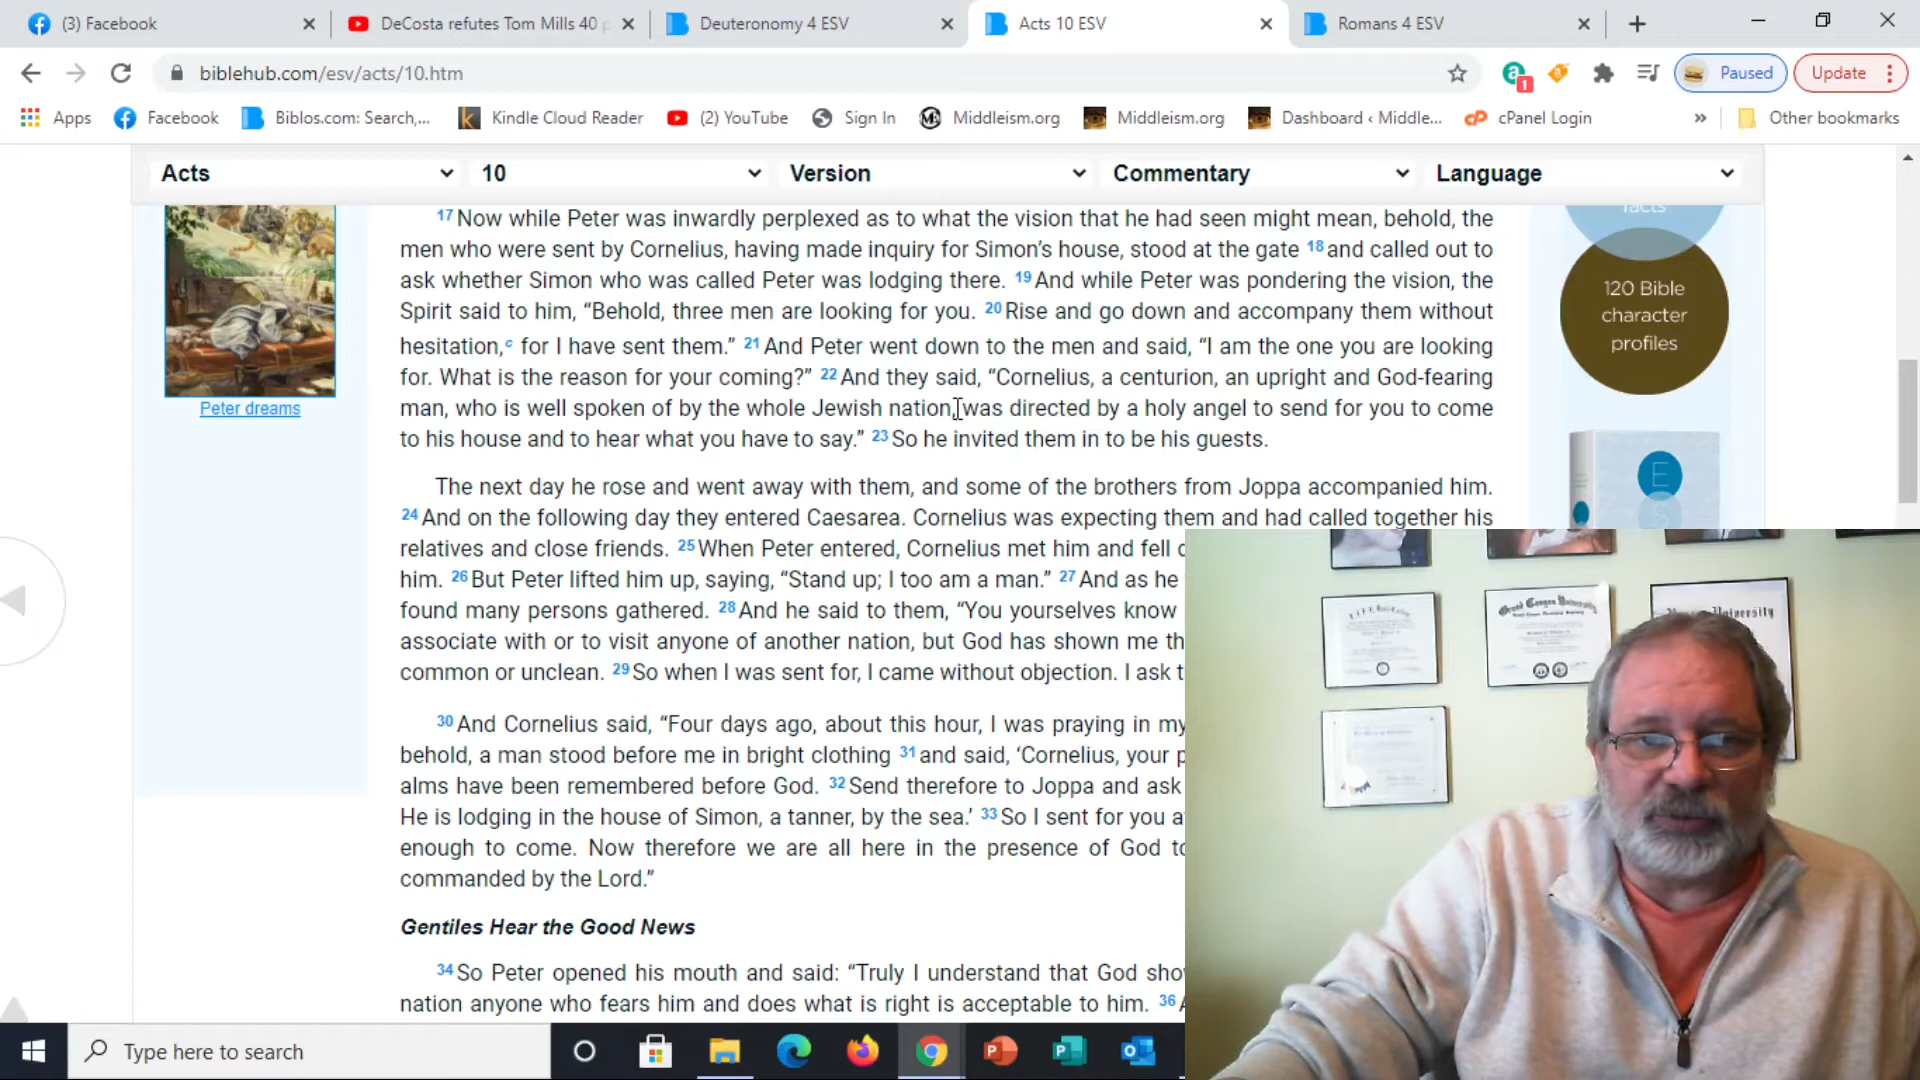 (3) Facebook
DeCosta refutes Tom Mills 40 p
Deuteronomy 4 ESV
Acts 10 ESV
Romans 4 ESV
biblehub.com/esv/acts/10.htm
1
Paused
Update
Apps
Facebook
Biblos.com: Search,...
Kindle Cloud Reader
(2) YouTube
Sign In
Middleism.org
Middleism.org
Dashboard ‹ Middle...
cPanel Login
»
Other bookmarks
Acts
10
Version
Commentary
Language
17 Now while Peter was inwardly perplexed as to what the vision that he had seen might mean, behold, the
men who were sent by Cornelius, having made inquiry for Simon’s house, stood at the gate 18 and called out to
ask whether Simon who was called Peter was lodging there. 19 And while Peter was pondering the vision, the
Spirit said to him, “Behold, three men are looking for you. 20 Rise and go down and accompany them without
hesitation,c for I have sent them.” 21 And Peter went down to the men and said, “I am the one you are looking
for. What is the reason for your coming?” 22 And they said, “Cornelius, a centurion, an upright and God-fearing
man, who is well spoken of by the whole Jewish nation, was directed by a holy angel to send for you to come
to his house and to hear what you have to say.” 23 So he invited them in to be his guests.
Peter dreams
facts
120 Bible
character
profiles
E
S
The next day he rose and went away with them, and some of the brothers from Joppa accompanied him.
24 And on the following day they entered Caesarea. Cornelius was expecting them and had called together his
relatives and close friends. 25 When Peter entered, Cornelius met him and fell
him. 26 But Peter lifted him up, saying, “Stand up; I too am a man.” 27 And as he
found many persons gathered. 28 And he said to them, “You yourselves know
associate with or to visit anyone of another nation, but God has shown me th
common or unclean. 29 So when I was sent for, I came without objection. I ask t
30 And Cornelius said, “Four days ago, about this hour, I was praying in my
behold, a man stood before me in bright clothing 31 and said, ‘Cornelius, your p
alms have been remembered before God. 32 Send therefore to Joppa and ask
He is lodging in the house of Simon, a tanner, by the sea.’ 33 So I sent for you a
enough to come. Now therefore we are all here in the presence of God to
commanded by the Lord.”
Gentiles Hear the Good News
34 So Peter opened his mouth and said: “Truly I understand that God sho
nation anyone who fears him and does what is right is acceptable to him. 36
Grand Canyon University
University
Type here to search